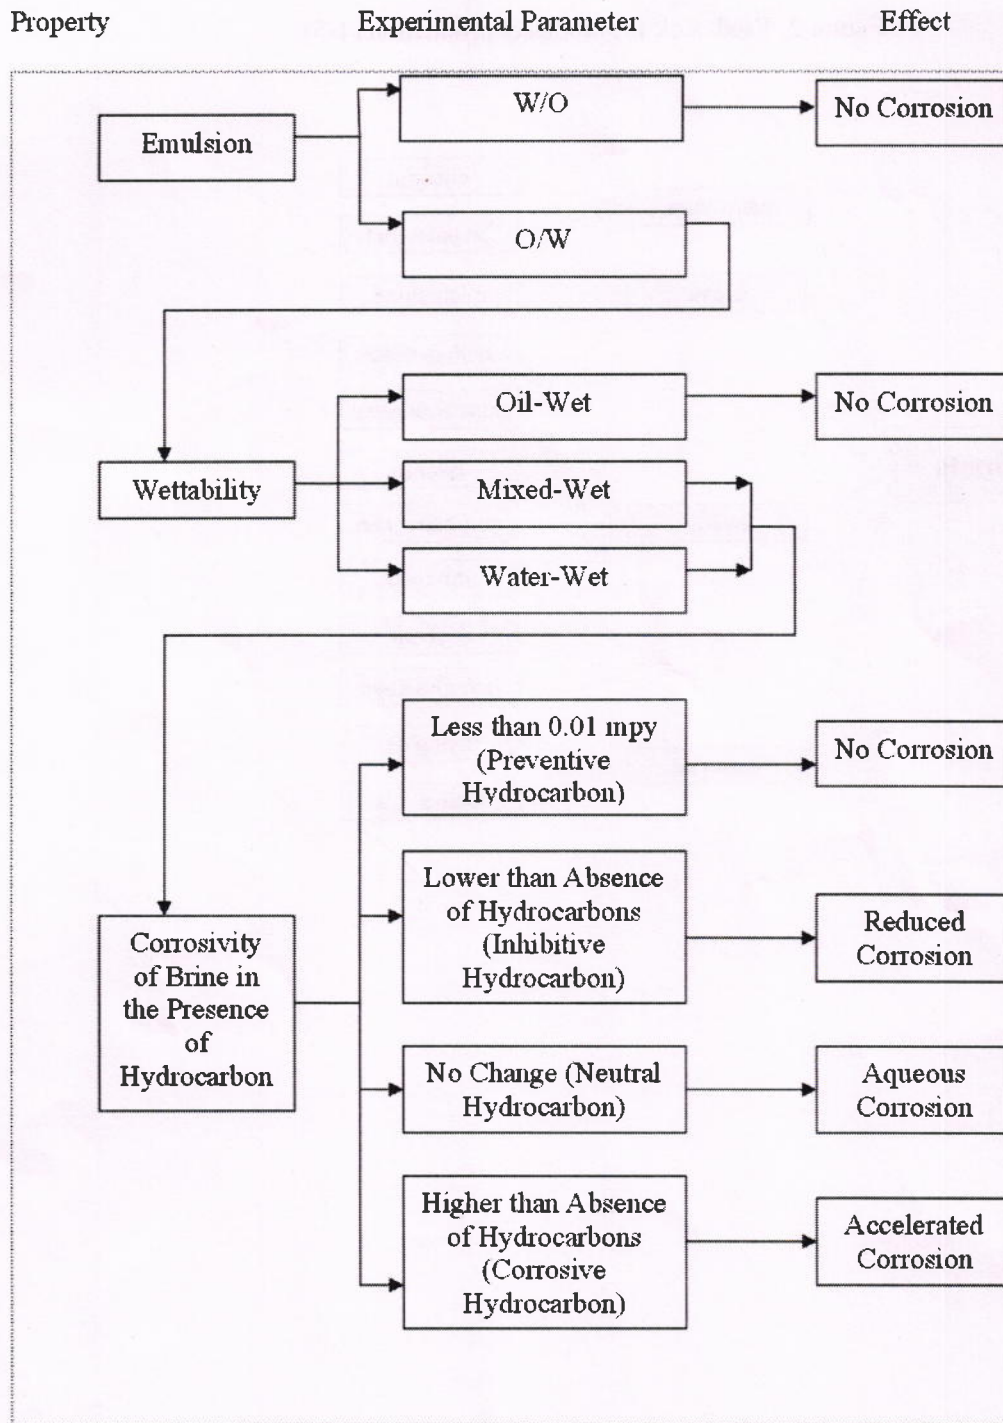 Property Experimental Parameter Effect
Emulsion
W/O
No Corrosion
O/W
Wettability
Oil-Wet
No Corrosion
Mixed-Wet
Water-Wet
Corrosivity
of Brine in
the Presence
of
Hydrocarbon
Less than 0.01 mpy
(Preventive
Hydrocarbon)
No Corrosion
Lower than Absence
of Hydrocarbons
(Inhibitive
Hydrocarbon)
Reduced
Corrosion
No Change (Neutral
Hydrocarbon)
Aqueous
Corrosion
Higher than Absence
of Hydrocarbons
(Corrosive
Hydrocarbon)
Accelerated
Corrosion